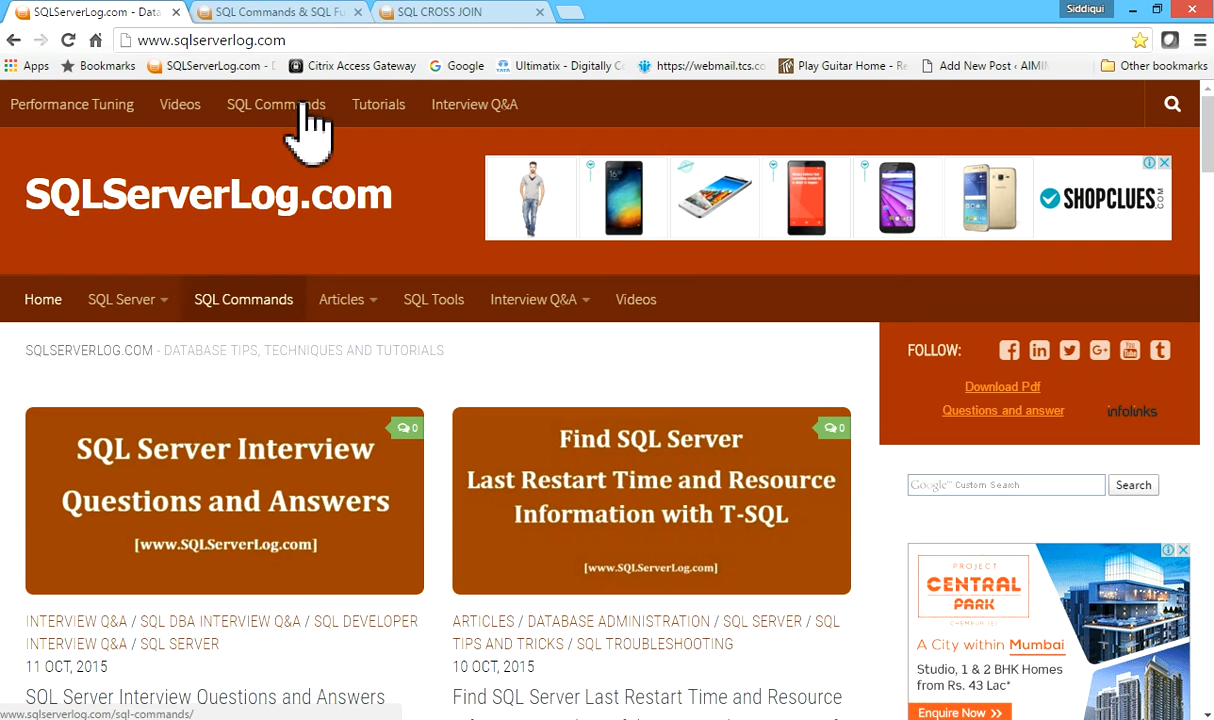 SQLServerLog.com - Data
SQL Commands & SQL Fu
SQL CROSS JOIN
Siddiqui
www.sqlserverlog.com
Apps
Bookmarks
SQLServerLog.com -
Citrix Access Gateway
Google
Ultimatix - Digitally Co
https://webmail.tcs.co
Play Guitar Home - Re
Add New Post ‹ AIMIN
Other bookmarks
Performance Tuning
Videos
SQL Commands
Tutorials
Interview Q&A
SQLServerLog.com
SHOPCLUES.COM
Home
SQL Server
SQL Commands
Articles
SQL Tools
Interview Q&A
Videos
SQLSERVERLOG.COM - DATABASE TIPS, TECHNIQUES AND TUTORIALS
FOLLOW:
Download Pdf
Questions and answer
infolinks
0
SQL Server Interview
Questions and Answers
[www.SQLServerLog.com]
0
Find SQL Server
Last Restart Time and Resource
Information with T-SQL
[www.SQLServerLog.com]
Google™ Custom Search
Search
INTERVIEW Q&A / SQL DBA INTERVIEW Q&A / SQL DEVELOPER
INTERVIEW Q&A / SQL SERVER
11 OCT, 2015
SQL Server Interview Questions and Answers
ARTICLES / DATABASE ADMINISTRATION / SQL SERVER / SQL
TIPS AND TRICKS / SQL TROUBLESHOOTING
10 OCT, 2015
Find SQL Server Last Restart Time and Resource
PROJECT
CENTRAL
PARK
A City within Mumbai
Studio, 1 & 2 BHK Homes
from Rs. 43 Lac*
Enquire Now >>
www.sqlserverlog.com/sql-commands/